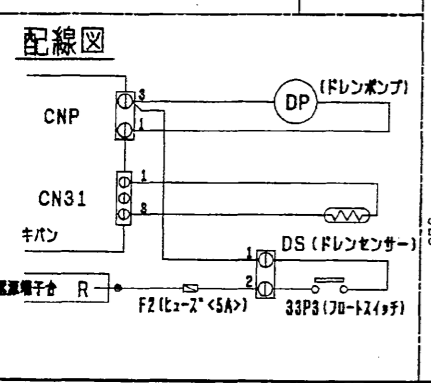 配線図
CNP
3
1
DP
(ドレンポンプ)
CN31
1
3
キバン
DS (ドレンセンサー)
1
2
電源端子台 R
F2(ヒューズ<5A>)
33P3(フロートスイッチ)